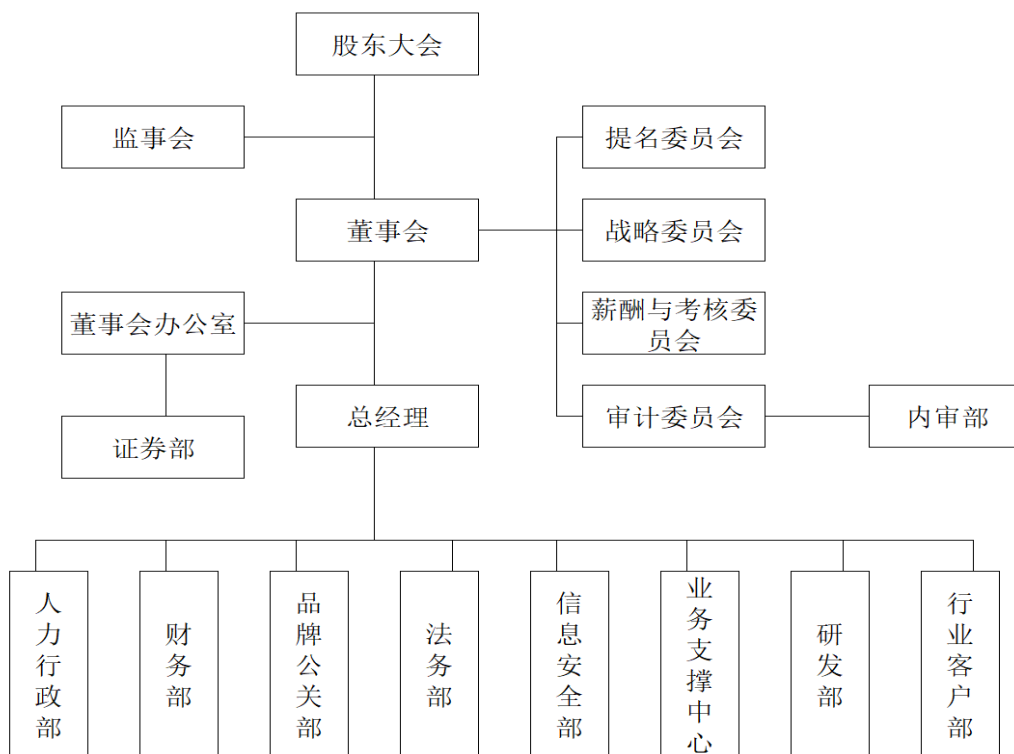 股东大会
监事会
提名委员会
董事会
战略委员会
董事会办公室
薪酬与考核委
员会
总经理
审计委员会
内审部
证券部
人力行政部
财务部
品牌公关部
法务部
信息安全部
业务支撑中心
研发部
行业客户部